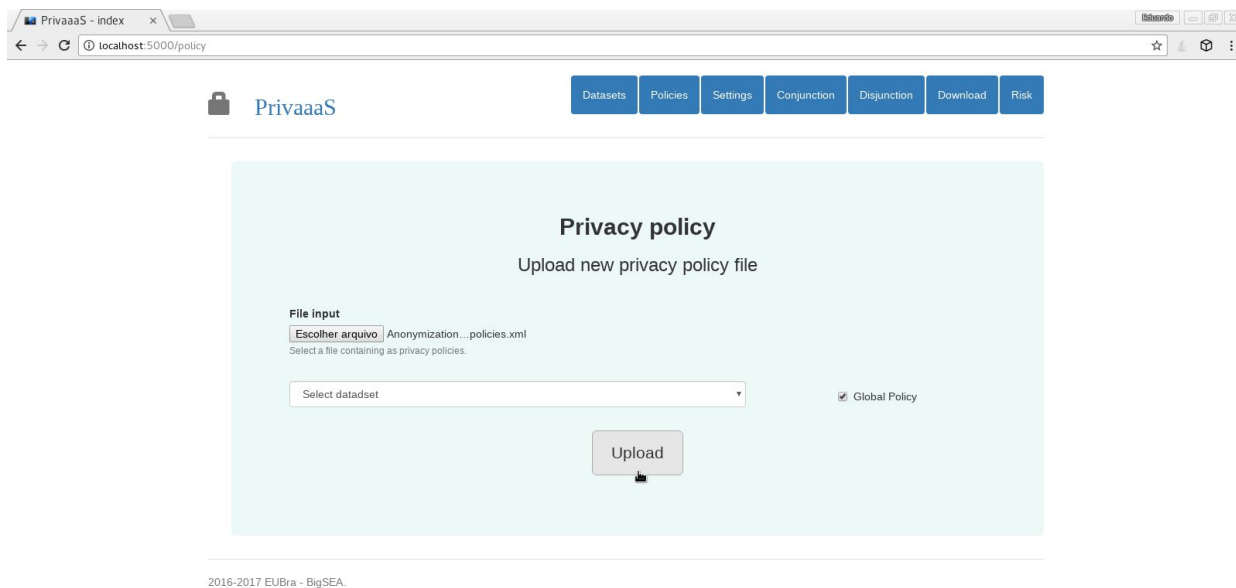 PrivaaaS - index
Eduardo
localhost:5000/policy
PrivaaaS
Datasets
Policies
Settings
Conjunction
Disjunction
Download
Risk
Privacy policy
Upload new privacy policy file
File input
Escolher arquivo Anonymization…policies.xml
Select a file containing as privacy policies.
Select datadset
Global Policy
Upload
2016-2017 EUBra - BigSEA.